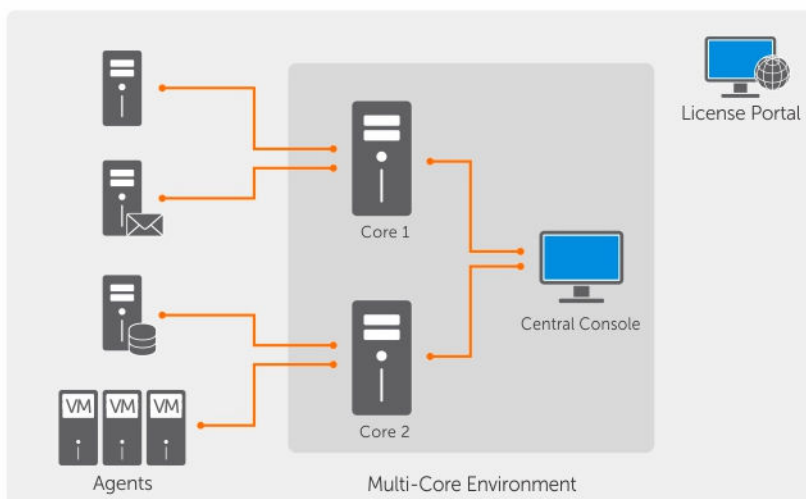 License Portal
Core 1
Central Console
VM VM VM
Core 2
Agents
Multi-Core Environment